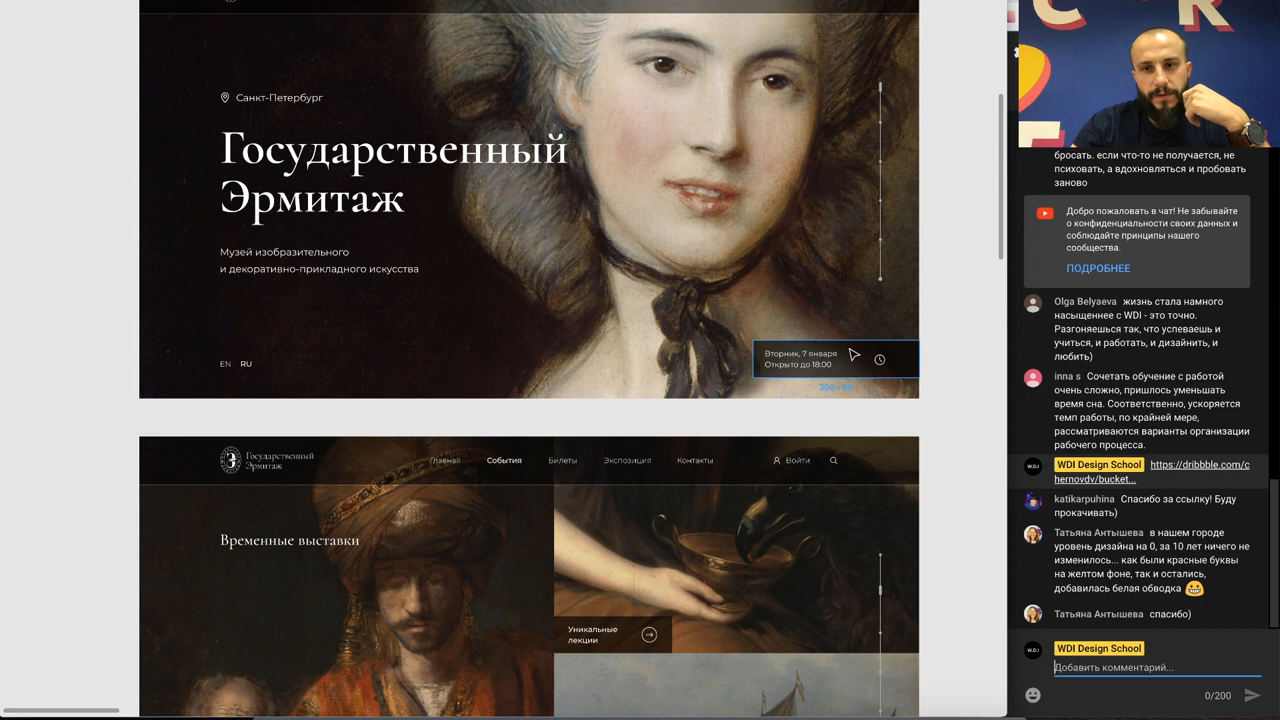 Санкт-Петербург
Государственный
Эрмитаж
Музей изобразительного
и декоративно-прикладного искусства
EN RU
Вторник, 7 января
Открыто до 18:00
Государственный
Эрмитаж
Главная
События
Билеты
Экспозиция
Контакты
Войти
Временные выставки
Уникальные
лекции
бросать. если что-то не получается, не
психовать, а вдохновляться и пробовать
заново
Добро пожаловать в чат! Не забывайте
о конфиденциальности своих данных и
соблюдайте принципы нашего
сообщества.
ПОДРОБНЕЕ
Olga Belyaeva жизнь стала намного
насыщеннее с WDI - это точно.
Разгоняешься так, что успеваешь и
учиться, и работать, и дизайнить, и
любить)
inna s Сочетать обучение с работой
очень сложно, пришлось уменьшать
время сна. Соответственно, ускоряется
темп работы, по крайней мере,
рассматриваются варианты организации
рабочего процесса.
W.D.I WDI Design School https://dribbble.com/c
hernovdv/bucket...
katikarpuhina Спасибо за ссылку! Буду
прокачивать)
Татьяна Антышева в нашем городе
уровень дизайна на 0, за 10 лет ничего не
изменилось... как были красные буквы
на желтом фоне, так и остались,
добавилась белая обводка
Татьяна Антышева спасибо)
W.D.I WDI Design School
Добавить комментарий...
0/200